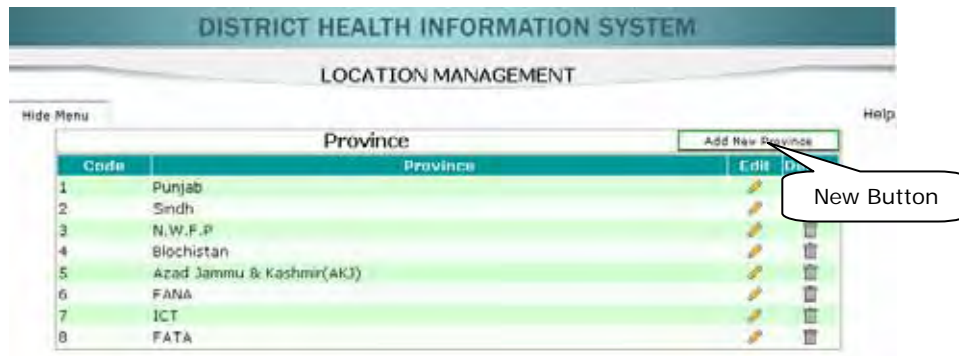 DISTRICT HEALTH INFORMATION SYSTEM
LOCATION MANAGEMENT
Hide Menu
Help
Province
Add New Province
Code Province Edit
New Button
1 Punjab
2 Sindh
3 N.W.F.P
4 Blochistan
5 Azad Jammu & Kashmir(AKJ)
6 FANA
7 ICT
8 FATA